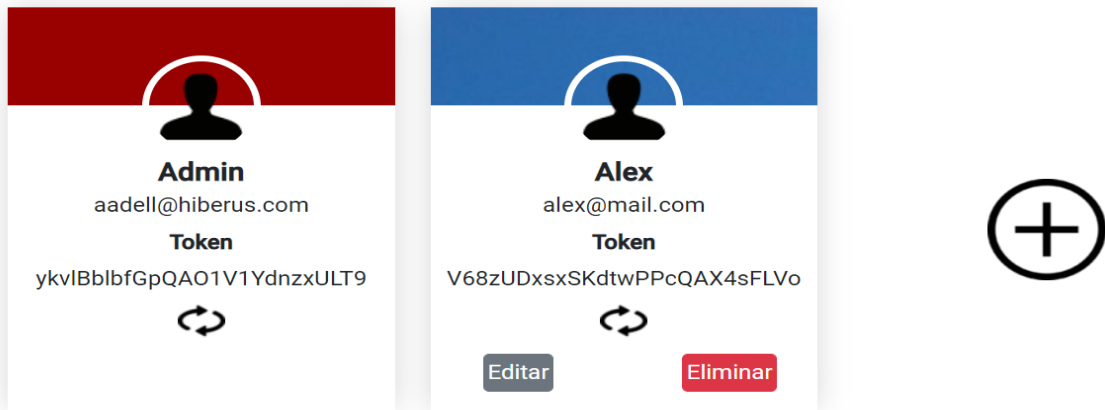 Admin
aadell@hiberus.com
Token
ykvlBblbfGpQAO1V1YdnzxULT9
Alex
alex@mail.com
Token
V68zUDxsxSKdtwPPcQAX4sFLVo
Editar
Eliminar